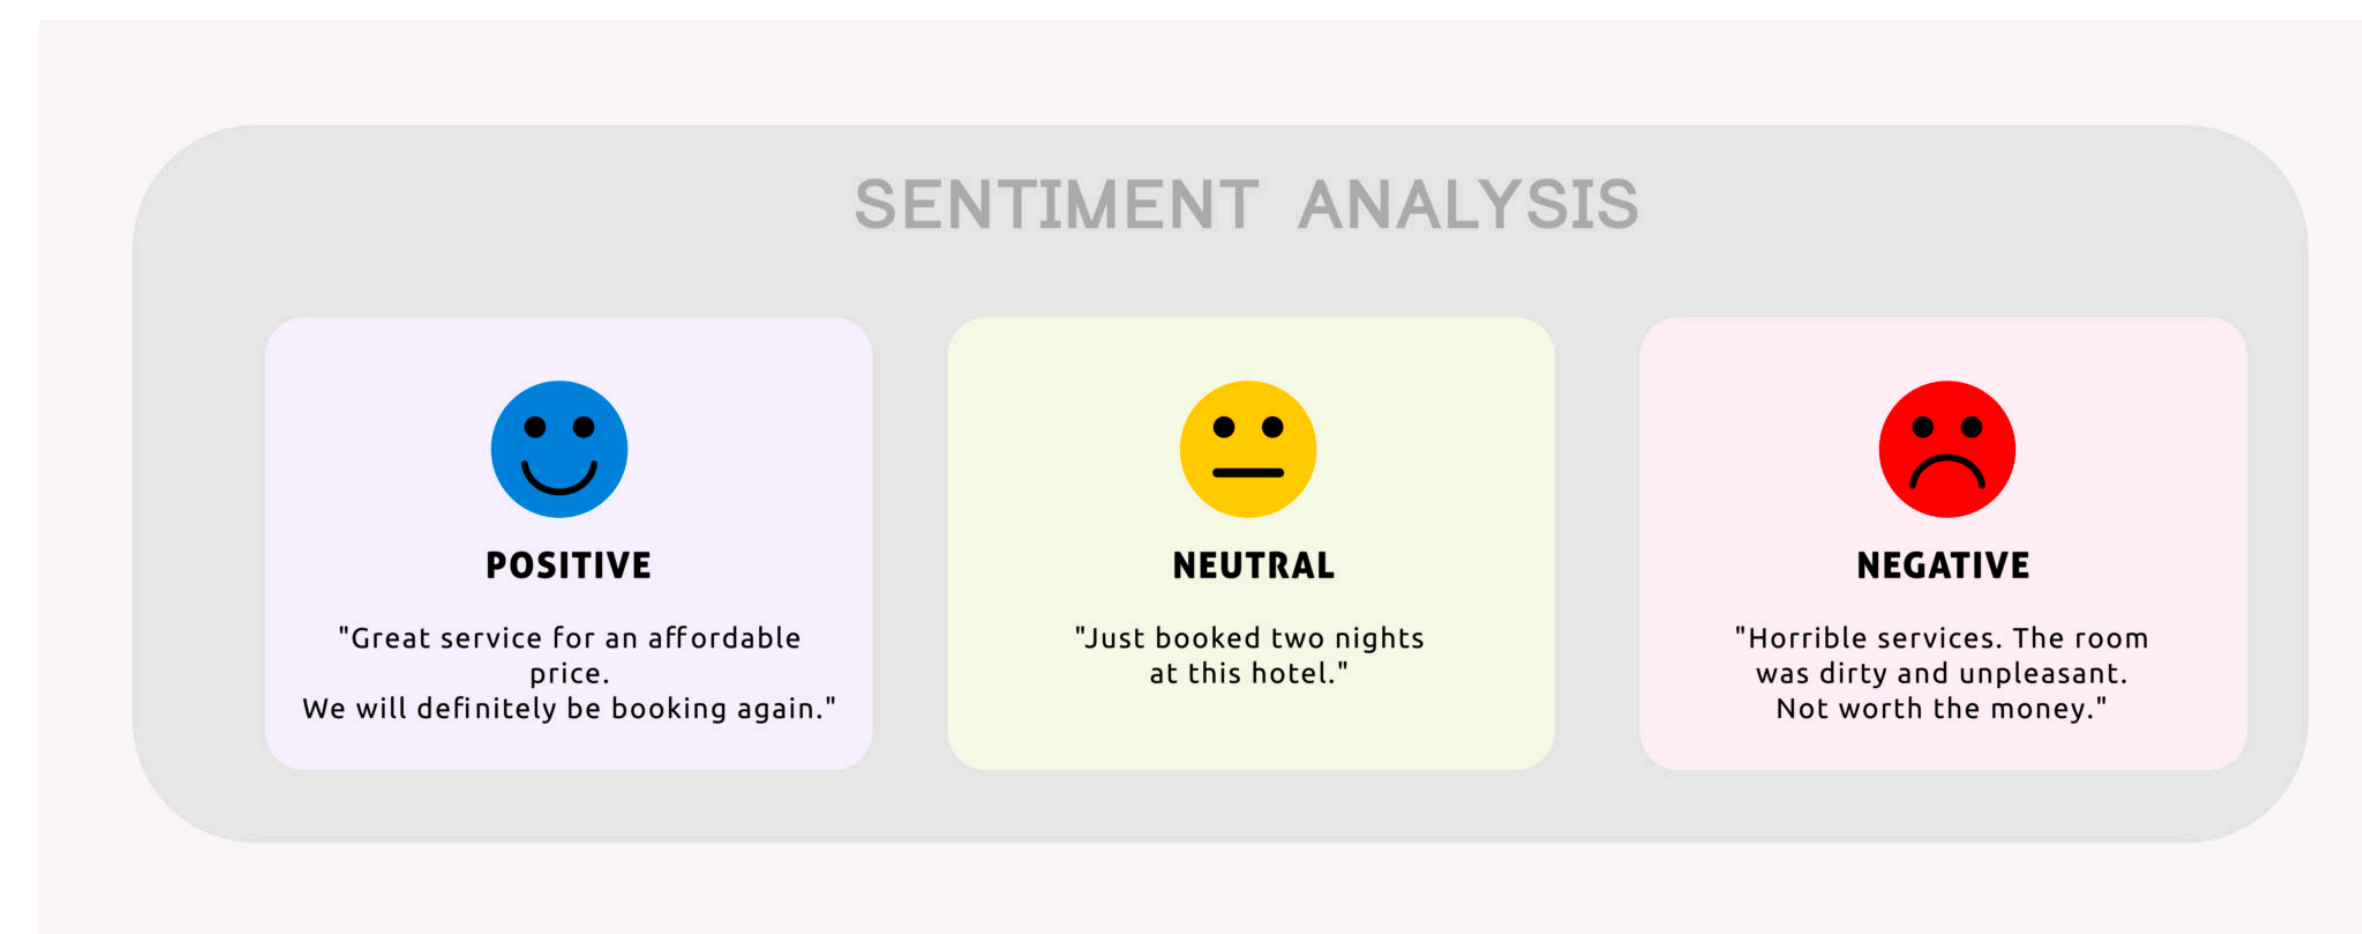 SENTIMENT ANALYSIS
POSITIVE
"Great service for an affordable
price.
We will definitely be booking again."
NEUTRAL
"Just booked two nights
at this hotel."
NEGATIVE
"Horrible services. The room
was dirty and unpleasant.
Not worth the money."